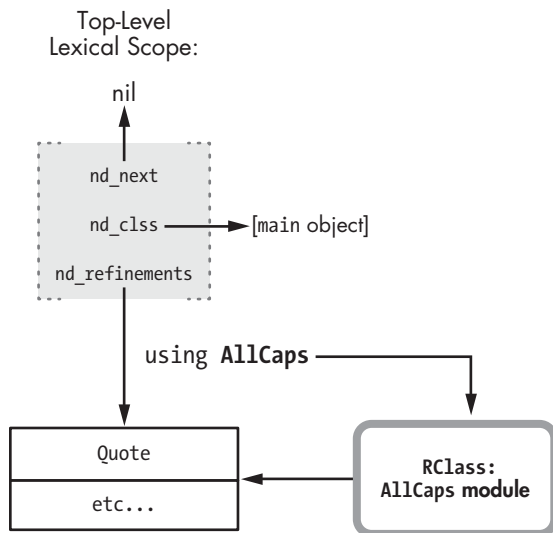 Top-Level
Lexical Scope:
nil
nd_next
nd_clss
[main object]
nd_refinements
using AllCaps
Quote
etc...
RClass:
AllCaps module